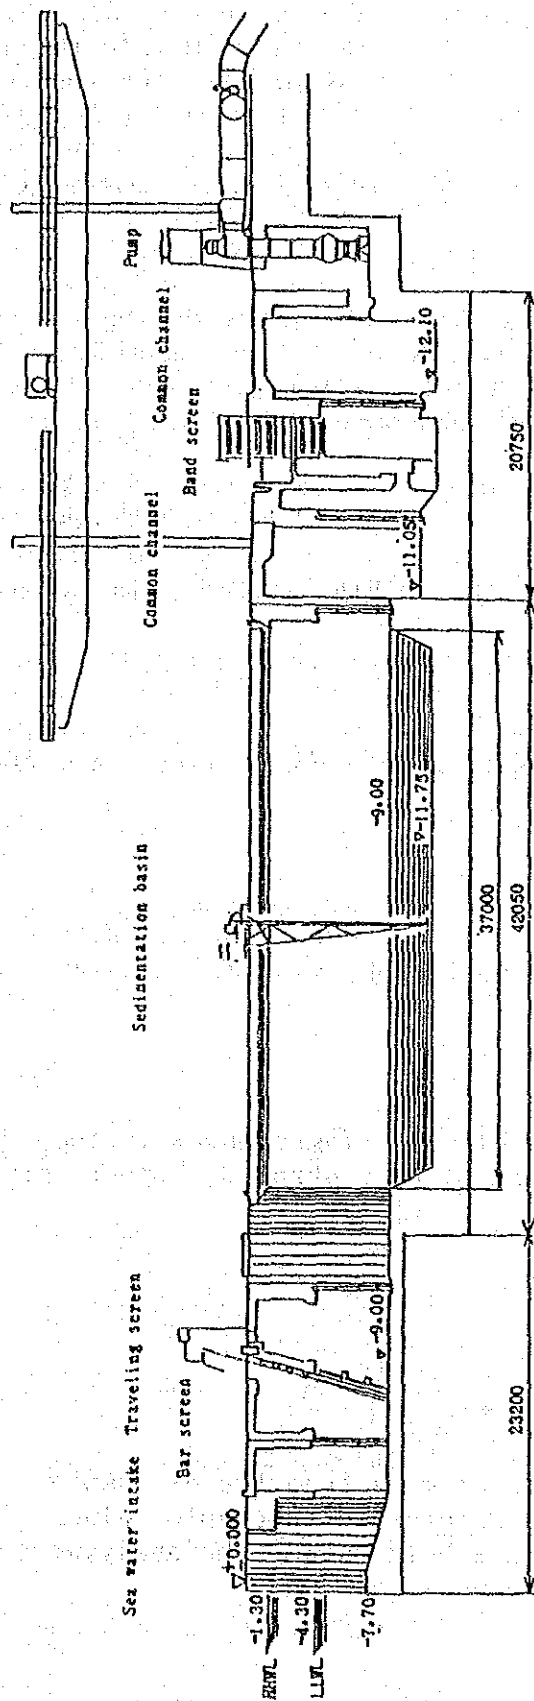 Sea water intake
Traveling screen
Bar screen
Sedimentation basin
Common channel
Band screen
Common channel
Pump
±0.000
HHWL
-1.30
LLWL
-4.30
-7.70
-9.00
-9.00
-11.75
-11.05
-12.10
23200
37000
42050
20750